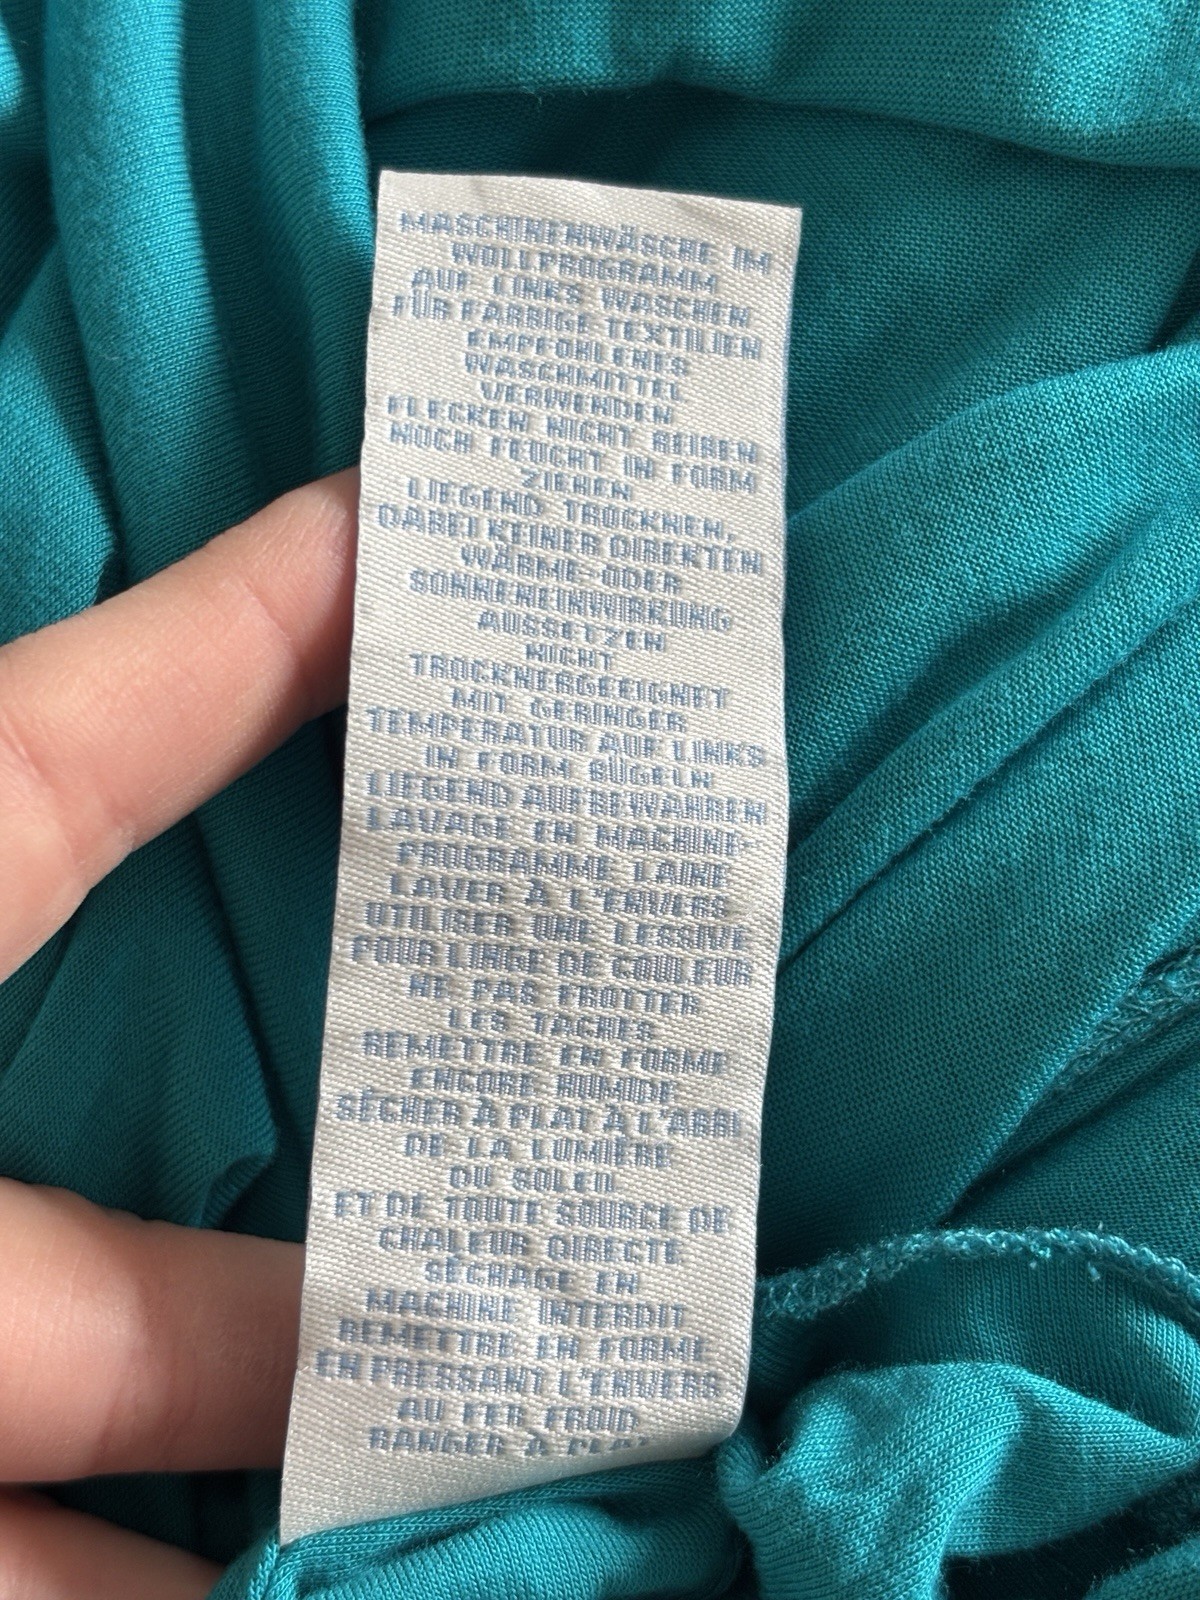 MASCHINENWÄSCHE IM
WOLLPROGRAMM
AUF LINKS WASCHEN
FÜR FARBIGE TEXTILIEN
EMPFOHLENES
WASCHMITTEL
VERWENDEN
FLECKEN NICHT REIBEN
NOCH FEUCHT IN FORM
ZIEHEN
LIEGEND TROCKNEN,
DABEI KEINER DIREKTEN
WÄRME-ODER
SONNENEINWIRKUNG
AUSSETZEN
NICHT
TROCKNERGEEIGNET
MIT GERINGER
TEMPERATUR AUF LINKS
IN FORM BÜGELN
LIEGEND AUFBEWAHREN
LAVAGE EN MACHINE-
PROGRAMME LAINE
LAVER À L'ENVERS
UTILISER UNE LESSIVE
POUR LINGE DE COULEUR
NE PAS FROTTER
LES TACHES
REMETTRE EN FORME
ENCORE HUMIDE
SÉCHER À PLAT À L'ABRI
DE LA LUMIÈRE
DU SOLEIL
ET DE TOUTE SOURCE DE
CHALEUR DIRECTE
SÉCHAGE EN
MACHINE INTERDIT
REMETTRE EN FORME
EN PRESSANT L'ENVERS
AU FER FROID
RANGER À PLAT